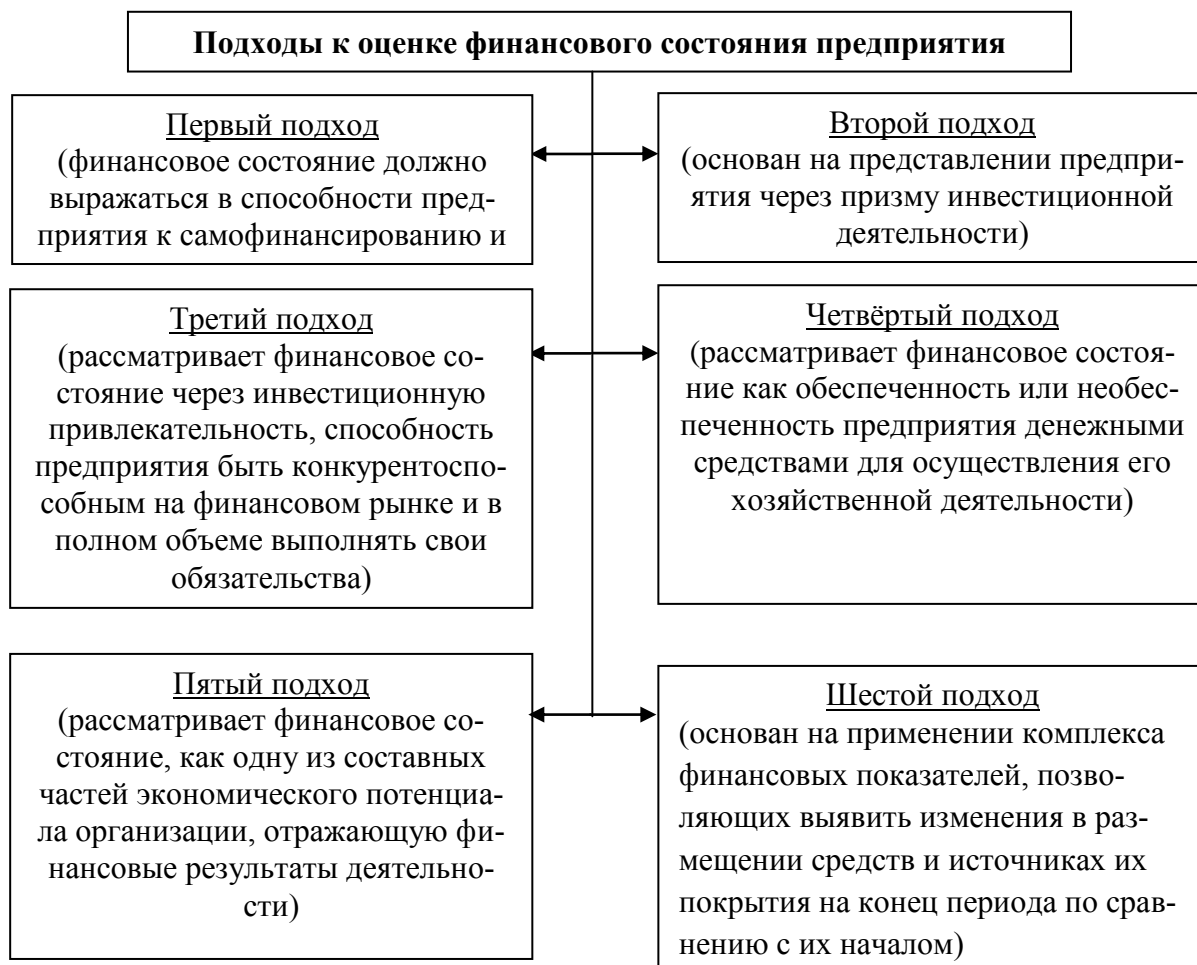 Подходы к оценке финансового состояния предприятия
Первый подход
(финансовое состояние должно
выражаться в способности пред-
приятия к самофинансированию и
Второй подход
(основан на представлении предпри-
ятия через призму инвестиционной
деятельности)
Третий подход
(рассматривает финансовое со-
стояние через инвестиционную
привлекательность, способность
предприятия быть конкурентоспо-
собным на финансовом рынке и в
полном объеме выполнять свои
обязательства)
Четвёртый подход
(рассматривает финансовое состоя-
ние как обеспеченность или необес-
печенность предприятия денежными
средствами для осуществления его
хозяйственной деятельности)
Пятый подход
(рассматривает финансовое со-
стояние, как одну из составных
частей экономического потенциа-
ла организации, отражающую фи-
нансовые результаты деятельно-
сти)
Шестой подход
(основан на применении комплекса
финансовых показателей, позво-
ляющих выявить изменения в раз-
мещении средств и источниках их
покрытия на конец периода по срав-
нению с их началом)